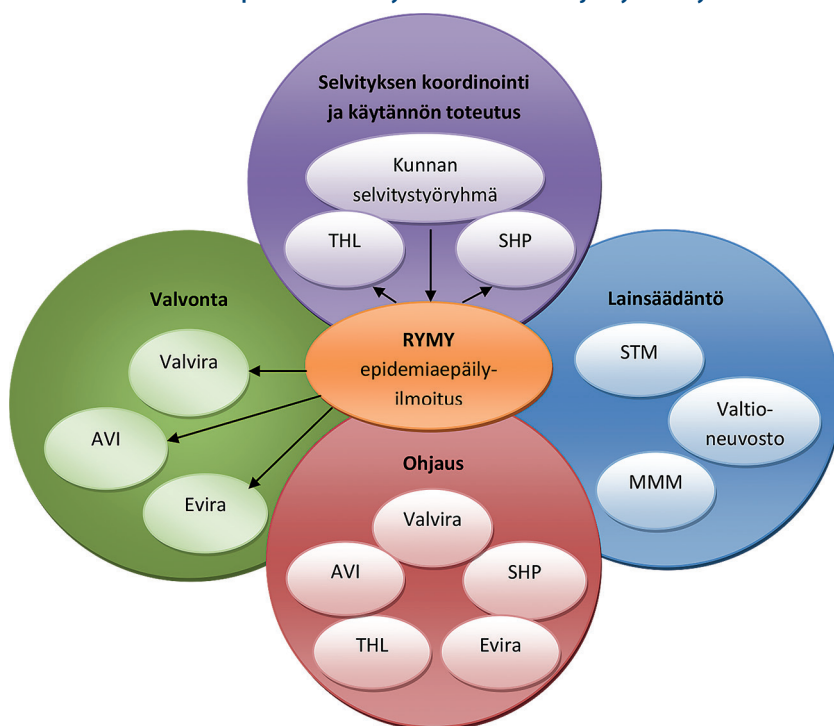 Selvityksen koordinointi
ja käytännön toteutus
Kunnan
selvitystyöryhmä
THL
SHP
Valvonta
Valvira
AVI
Evira
RYMY
epidemiaepäily-
ilmoitus
Lainsäädäntö
STM
Valtio-
neuvosto
MMM
Ohjaus
Valvira
AVI
SHP
THL
Evira